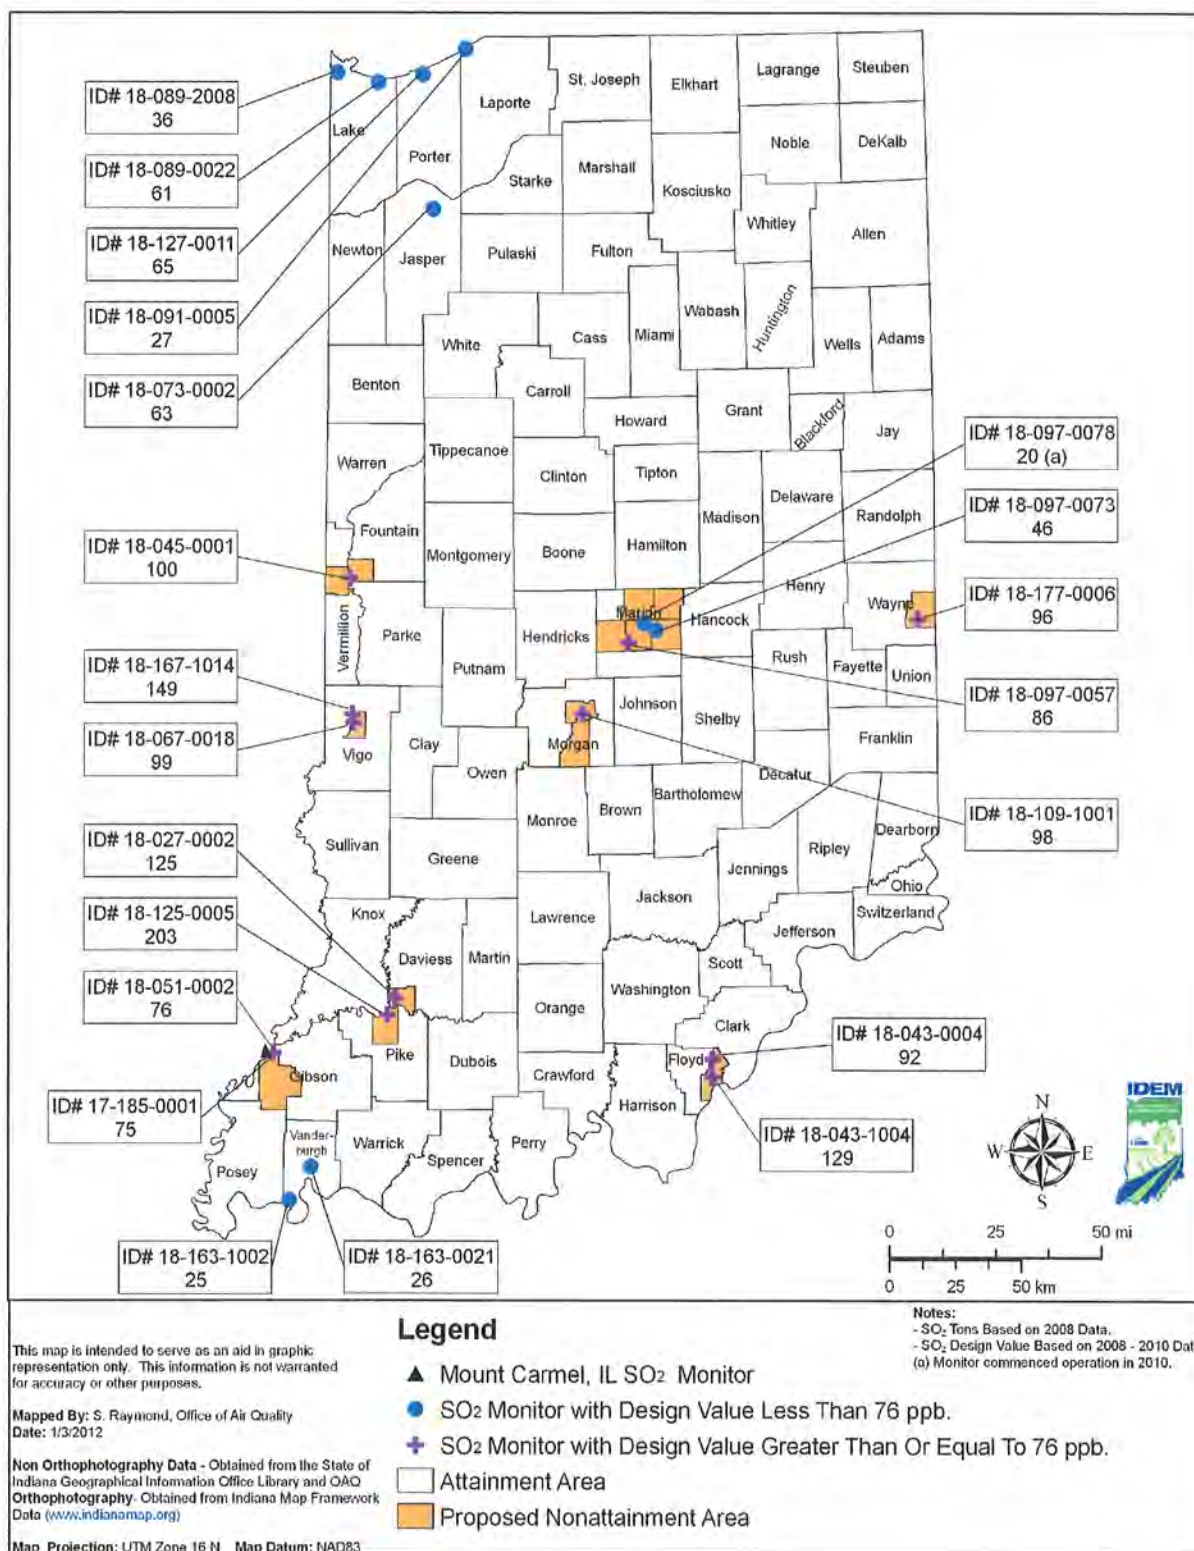 ID# 18-089-2008
36
ID# 18-089-0022
61
ID# 18-127-0011
65
ID# 18-091-0005
27
ID# 18-073-0002
63
ID# 18-045-0001
100
ID# 18-167-1014
149
ID# 18-067-0018
99
ID# 18-027-0002
125
ID# 18-125-0005
203
ID# 18-051-0002
76
ID# 17-185-0001
75
ID# 18-163-1002
25
ID# 18-163-0021
26
ID# 18-097-0078
20 (a)
ID# 18-097-0073
46
ID# 18-177-0006
96
ID# 18-097-0057
86
ID# 18-109-1001
98
ID# 18-043-0004
92
ID# 18-043-1004
129
Lake
Porter
Laporte
St. Joseph
Elkhart
Lagrange
Steuben
Noble
DeKalb
Starke
Marshall
Kosciusko
Whitley
Allen
Newton
Jasper
Pulaski
Fulton
White
Cass
Miami
Wabash
Huntington
Wells
Adams
Benton
Carroll
Howard
Grant
Blackford
Jay
Warren
Tippecanoe
Clinton
Tipton
Madison
Delaware
Randolph
Fountain
Montgomery
Boone
Hamilton
Henry
Wayne
Vermillion
Parke
Putnam
Hendricks
Marion
Hancock
Rush
Fayette
Union
Vigo
Clay
Owen
Morgan
Johnson
Shelby
Franklin
Decatur
Sullivan
Greene
Monroe
Brown
Bartholomew
Jennings
Ripley
Dearborn
Ohio
Switzerland
Knox
Daviess
Martin
Lawrence
Jackson
Jefferson
Scott
Washington
Orange
Clark
Floyd
Gibson
Pike
Dubois
Crawford
Harrison
Posey
Vander-
burgh
Warrick
Spencer
Perry
IDEM
N
W
E
S
0 25 50 mi
0 25 50 km
This map is intended to serve as an aid in graphic
representation only. This information is not warranted
for accuracy or other purposes.
Mapped By: S. Raymond, Office of Air Quality
Date: 1/3/2012
Non Orthophotography Data - Obtained from the State of
Indiana Geographical Information Office Library and OAQ
Orthophotography- Obtained from Indiana Map Framework
Data (www.indianamap.org)
Map Projection: UTM Zone 16 N Map Datum: NAD83
Legend
Mount Carmel, IL SO2 Monitor
SO2 Monitor with Design Value Less Than 76 ppb.
SO2 Monitor with Design Value Greater Than Or Equal To 76 ppb.
Attainment Area
Proposed Nonattainment Area
Notes:
- SO2 Tons Based on 2008 Data.
- SO2 Design Value Based on 2008 - 2010 Dat
(a) Monitor commenced operation in 2010.